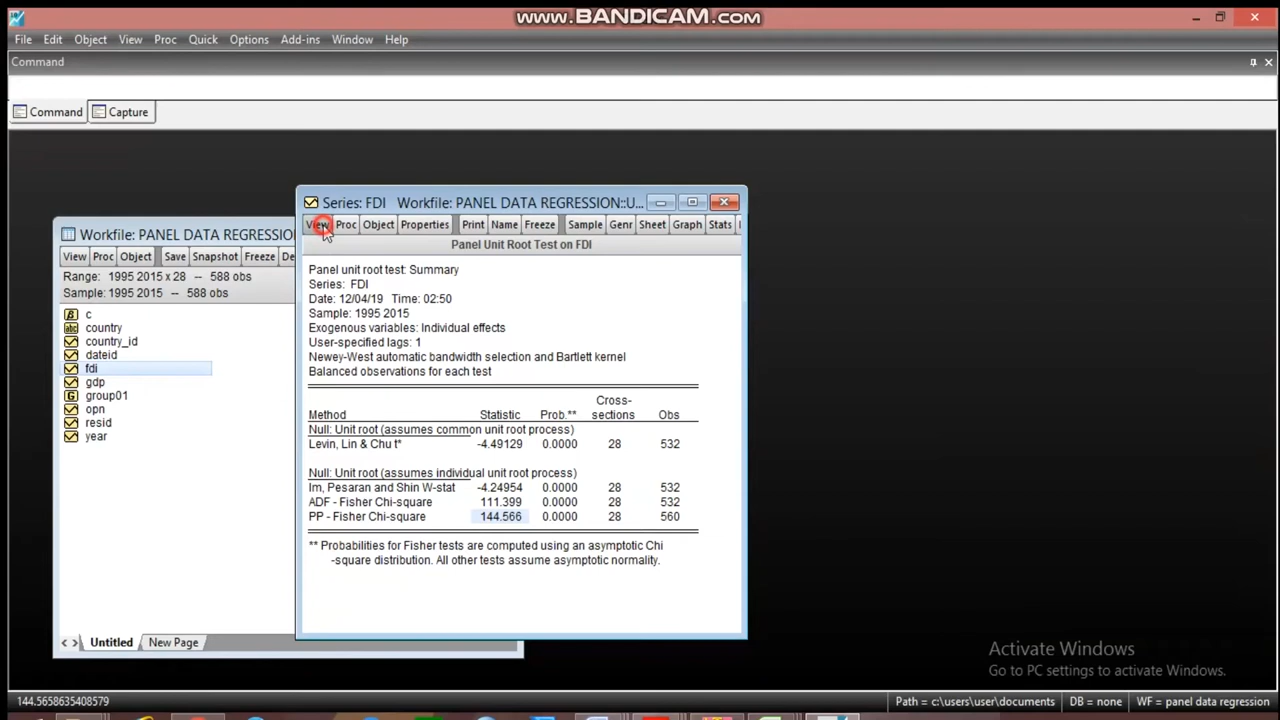 www.BANDICAM.com
File Edit Object View Proc Quick Options Add-ins Window Help
Command
Command Capture
Series: FDI Workfile: PANEL DATA REGRESSION::U...
View Proc Object Properties Print Name Freeze Sample Genr Sheet Graph Stats
Panel Unit Root Test on FDI
Panel unit root test: Summary
Series: FDI
Date: 12/04/19 Time: 02:50
Sample: 1995 2015
Exogenous variables: Individual effects
User-specified lags: 1
Newey-West automatic bandwidth selection and Bartlett kernel
Balanced observations for each test
Cross-
Method Statistic Prob.** sections Obs
Null: Unit root (assumes common unit root process)
Levin, Lin & Chu t* -4.49129 0.0000 28 532
Null: Unit root (assumes individual unit root process)
Im, Pesaran and Shin W-stat -4.24954 0.0000 28 532
ADF - Fisher Chi-square 111.399 0.0000 28 532
PP - Fisher Chi-square 144.566 0.0000 28 560
** Probabilities for Fisher tests are computed using an asymptotic Chi
-square distribution. All other tests assume asymptotic normality.
Workfile: PANEL DATA REGRESSIO
View Proc Object Save Snapshot Freeze De
Range: 1995 2015 x 28 -- 588 obs
Sample: 1995 2015 -- 588 obs
c
country
country_id
dateid
fdi
gdp
group01
opn
resid
year
Untitled New Page
Activate Windows
Go to PC settings to activate Windows.
144.5658635408579 Path = c:\users\user\documents DB = none WF = panel data regression